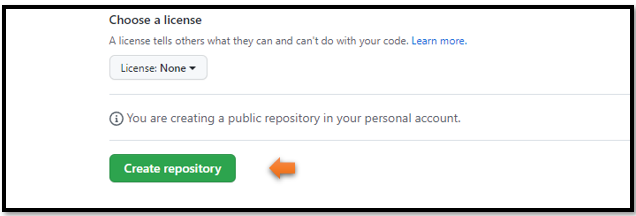 Choose a license
A license tells others what they can and can't do with your code. Learn more.
License: None
You are creating a public repository in your personal account.
Create repository